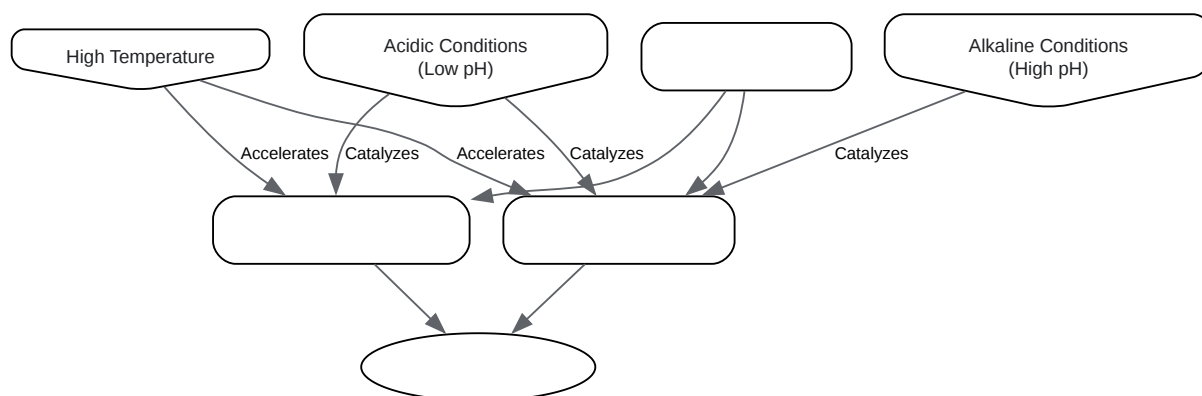 High Temperature
Acidic Conditions
(Low pH)
Alkaline Conditions
(High pH)
Accelerates
Catalyzes
Accelerates
Catalyzes
Catalyzes